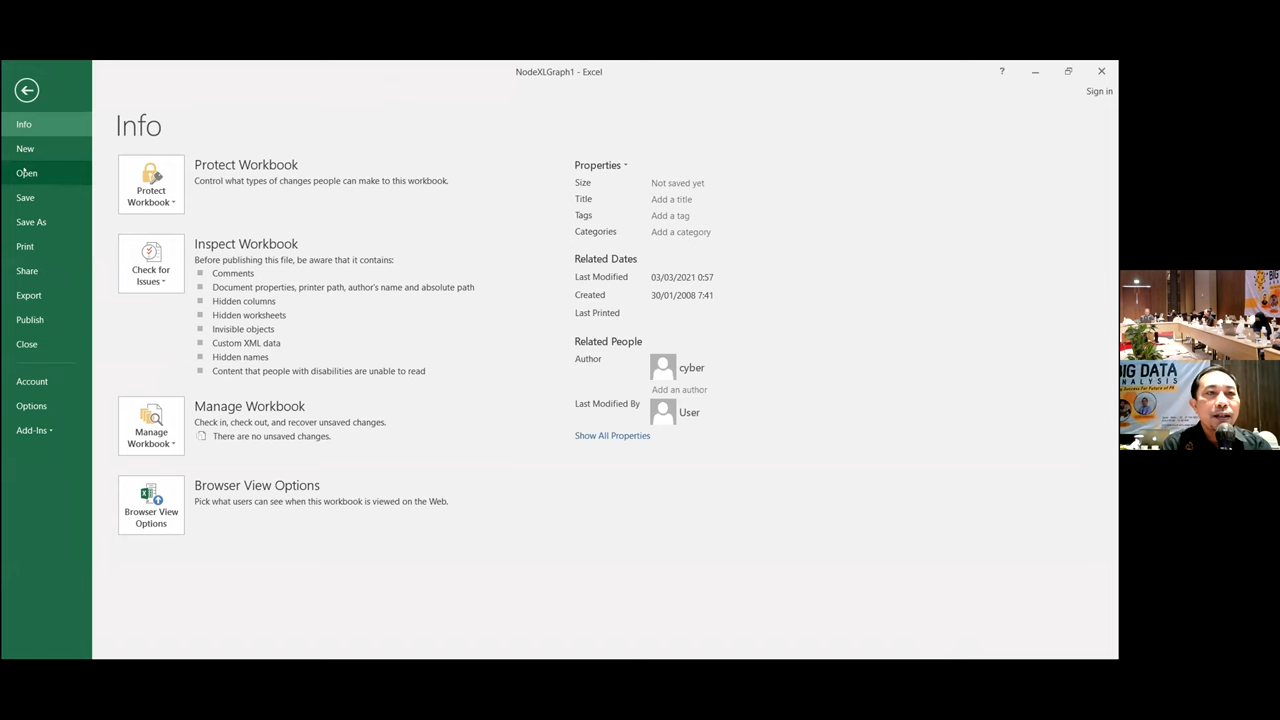 NodeXLGraph1 - Excel
?
Sign in
Info
New
Open
Save
Save As
Print
Share
Export
Publish
Close
Account
Options
Add-Ins
Info
Protect Workbook
Protect Workbook
Control what types of changes people can make to this workbook.
Check for Issues
Inspect Workbook
Before publishing this file, be aware that it contains:
Comments
Document properties, printer path, author's name and absolute path
Hidden columns
Hidden worksheets
Invisible objects
Custom XML data
Hidden names
Content that people with disabilities are unable to read
Manage Workbook
Manage Workbook
Check in, check out, and recover unsaved changes.
There are no unsaved changes.
Browser View Options
Browser View Options
Pick what users can see when this workbook is viewed on the Web.
Properties
Size Not saved yet
Title Add a title
Tags Add a tag
Categories Add a category
Related Dates
Last Modified 03/03/2021 0:57
Created 30/01/2008 7:41
Last Printed
Related People
Author cyber
Add an author
Last Modified By User
Show All Properties
BIG DATA
ANALYSIS